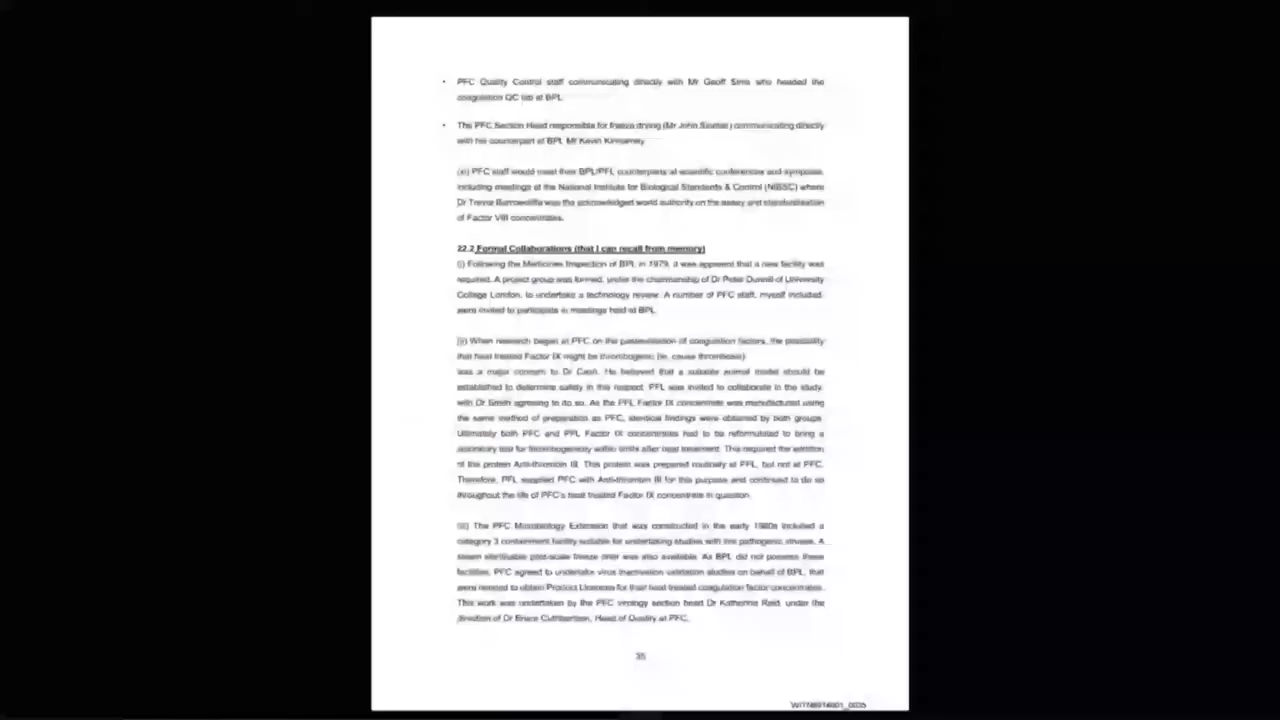 • PFC Quality Control staff communicating directly with Mr Geoff Sims who headed the
coagulation QC lab at BPL.
• The PFC Section Head responsible for freeze drying (Mr John Sinclair) communicating directly
with his counterpart at BPL Mr Kevin Kinnarney.
(xi) PFC staff would meet their BPL/PFL counterparts at scientific conferences and symposia,
including meetings at the National Institute for Biological Standards & Control (NIBSC) where
Dr Trevor Barrowcliffe was the acknowledged world authority on the assay and standardisation
of Factor VIII concentrates.
22.2 Formal Collaborations (that I can recall from memory)
(i) Following the Medicines Inspection of BPL in 1979, it was apparent that a new facility was
required. A project group was formed, under the chairmanship of Dr Peter Dunnill of University
College London, to undertake a technology review. A number of PFC staff, myself included,
were invited to participate in meetings held at BPL.
(ii) When research began at PFC on the pasteurisation of coagulation factors, the possibility
that heat treated Factor IX might be thrombogenic (ie. cause thrombosis)
was a major concern to Dr Cash. He believed that a suitable animal model should be
established to determine safety in this respect. PFL was invited to collaborate in the study,
with Dr Smith agreeing to do so. As the PFL Factor IX concentrate was manufactured using
the same method of preparation as PFC, identical findings were obtained by both groups.
Ultimately both PFC and PFL Factor IX concentrates had to be reformulated to bring a
laboratory test for thrombogenicity within limits after heat treatment. This required the addition
of the protein Anti-thrombin III. This protein was prepared routinely at PFL, but not at PFC.
Therefore, PFL supplied PFC with Anti-thrombin III for this purpose and continued to do so
throughout the life of PFC's heat treated Factor IX concentrate in question.
(iii) The PFC Microbiology Extension that was constructed in the early 1980s included a
category 3 containment facility suitable for undertaking studies with live pathogenic viruses. A
steam sterilisable pilot-scale freeze drier was also available. As BPL did not possess these
facilities, PFC agreed to undertake virus inactivation validation studies on behalf of BPL, that
were needed to obtain Product Licences for their heat treated coagulation factor concentrates.
This work was undertaken by the PFC virology section head Dr Katherine Reid, under the
direction of Dr Bruce Cuthbertson, Head of Quality at PFC.
35